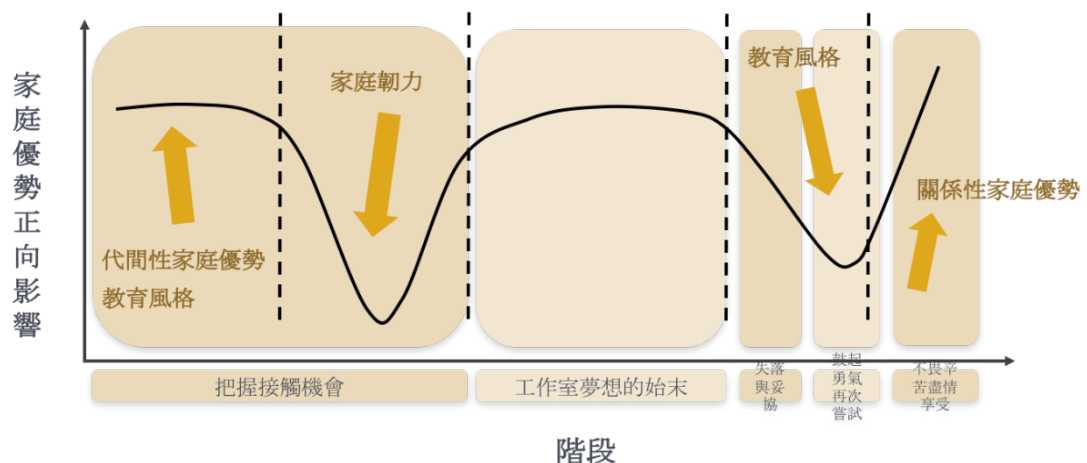 家庭優勢正向影響
家庭韌力
代間性家庭優勢
教育風格
教育風格
關係性家庭優勢
把握接觸機會
工作室夢想的始末
失落
與妥
協
鼓起
勇氣
再次
嘗試
不畏辛
苦盡情
享受
階段